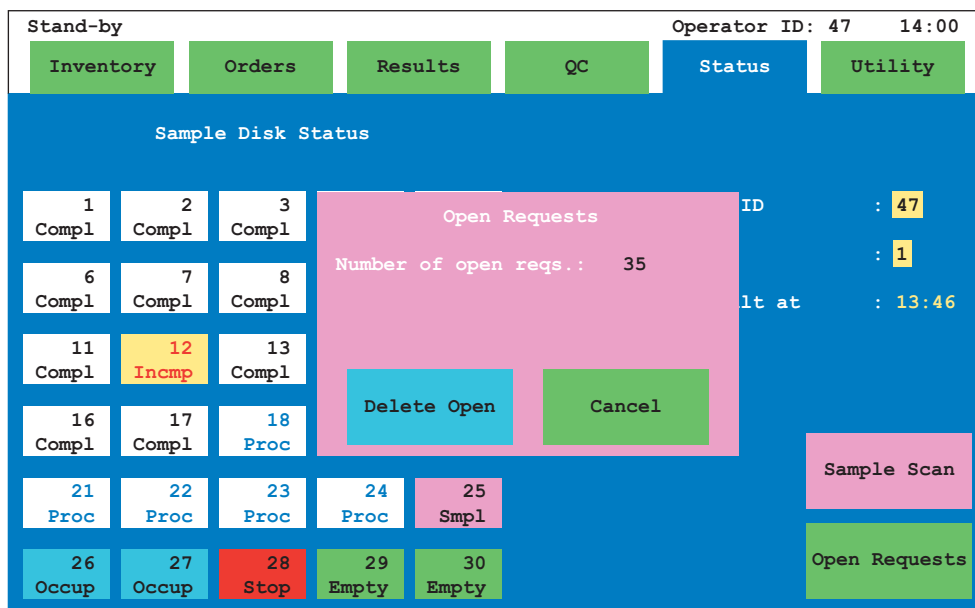 Stand-by Operator ID: 47 14:00
Inventory Orders Results QC Status Utility
Sample Disk Status
1 2 3
Compl Compl Compl
Open Requests
ID : 47
Number of open reqs.: 35
: 1
6 7 8
Compl Compl Compl
lt at : 13:46
11 12 13
Compl Incmp Compl
Delete Open Cancel
16 17 18
Compl Compl Proc
Sample Scan
21 22 23 24 25
Proc Proc Proc Proc Smpl
Open Requests
26 27 28 29 30
Occup Occup Stop Empty Empty